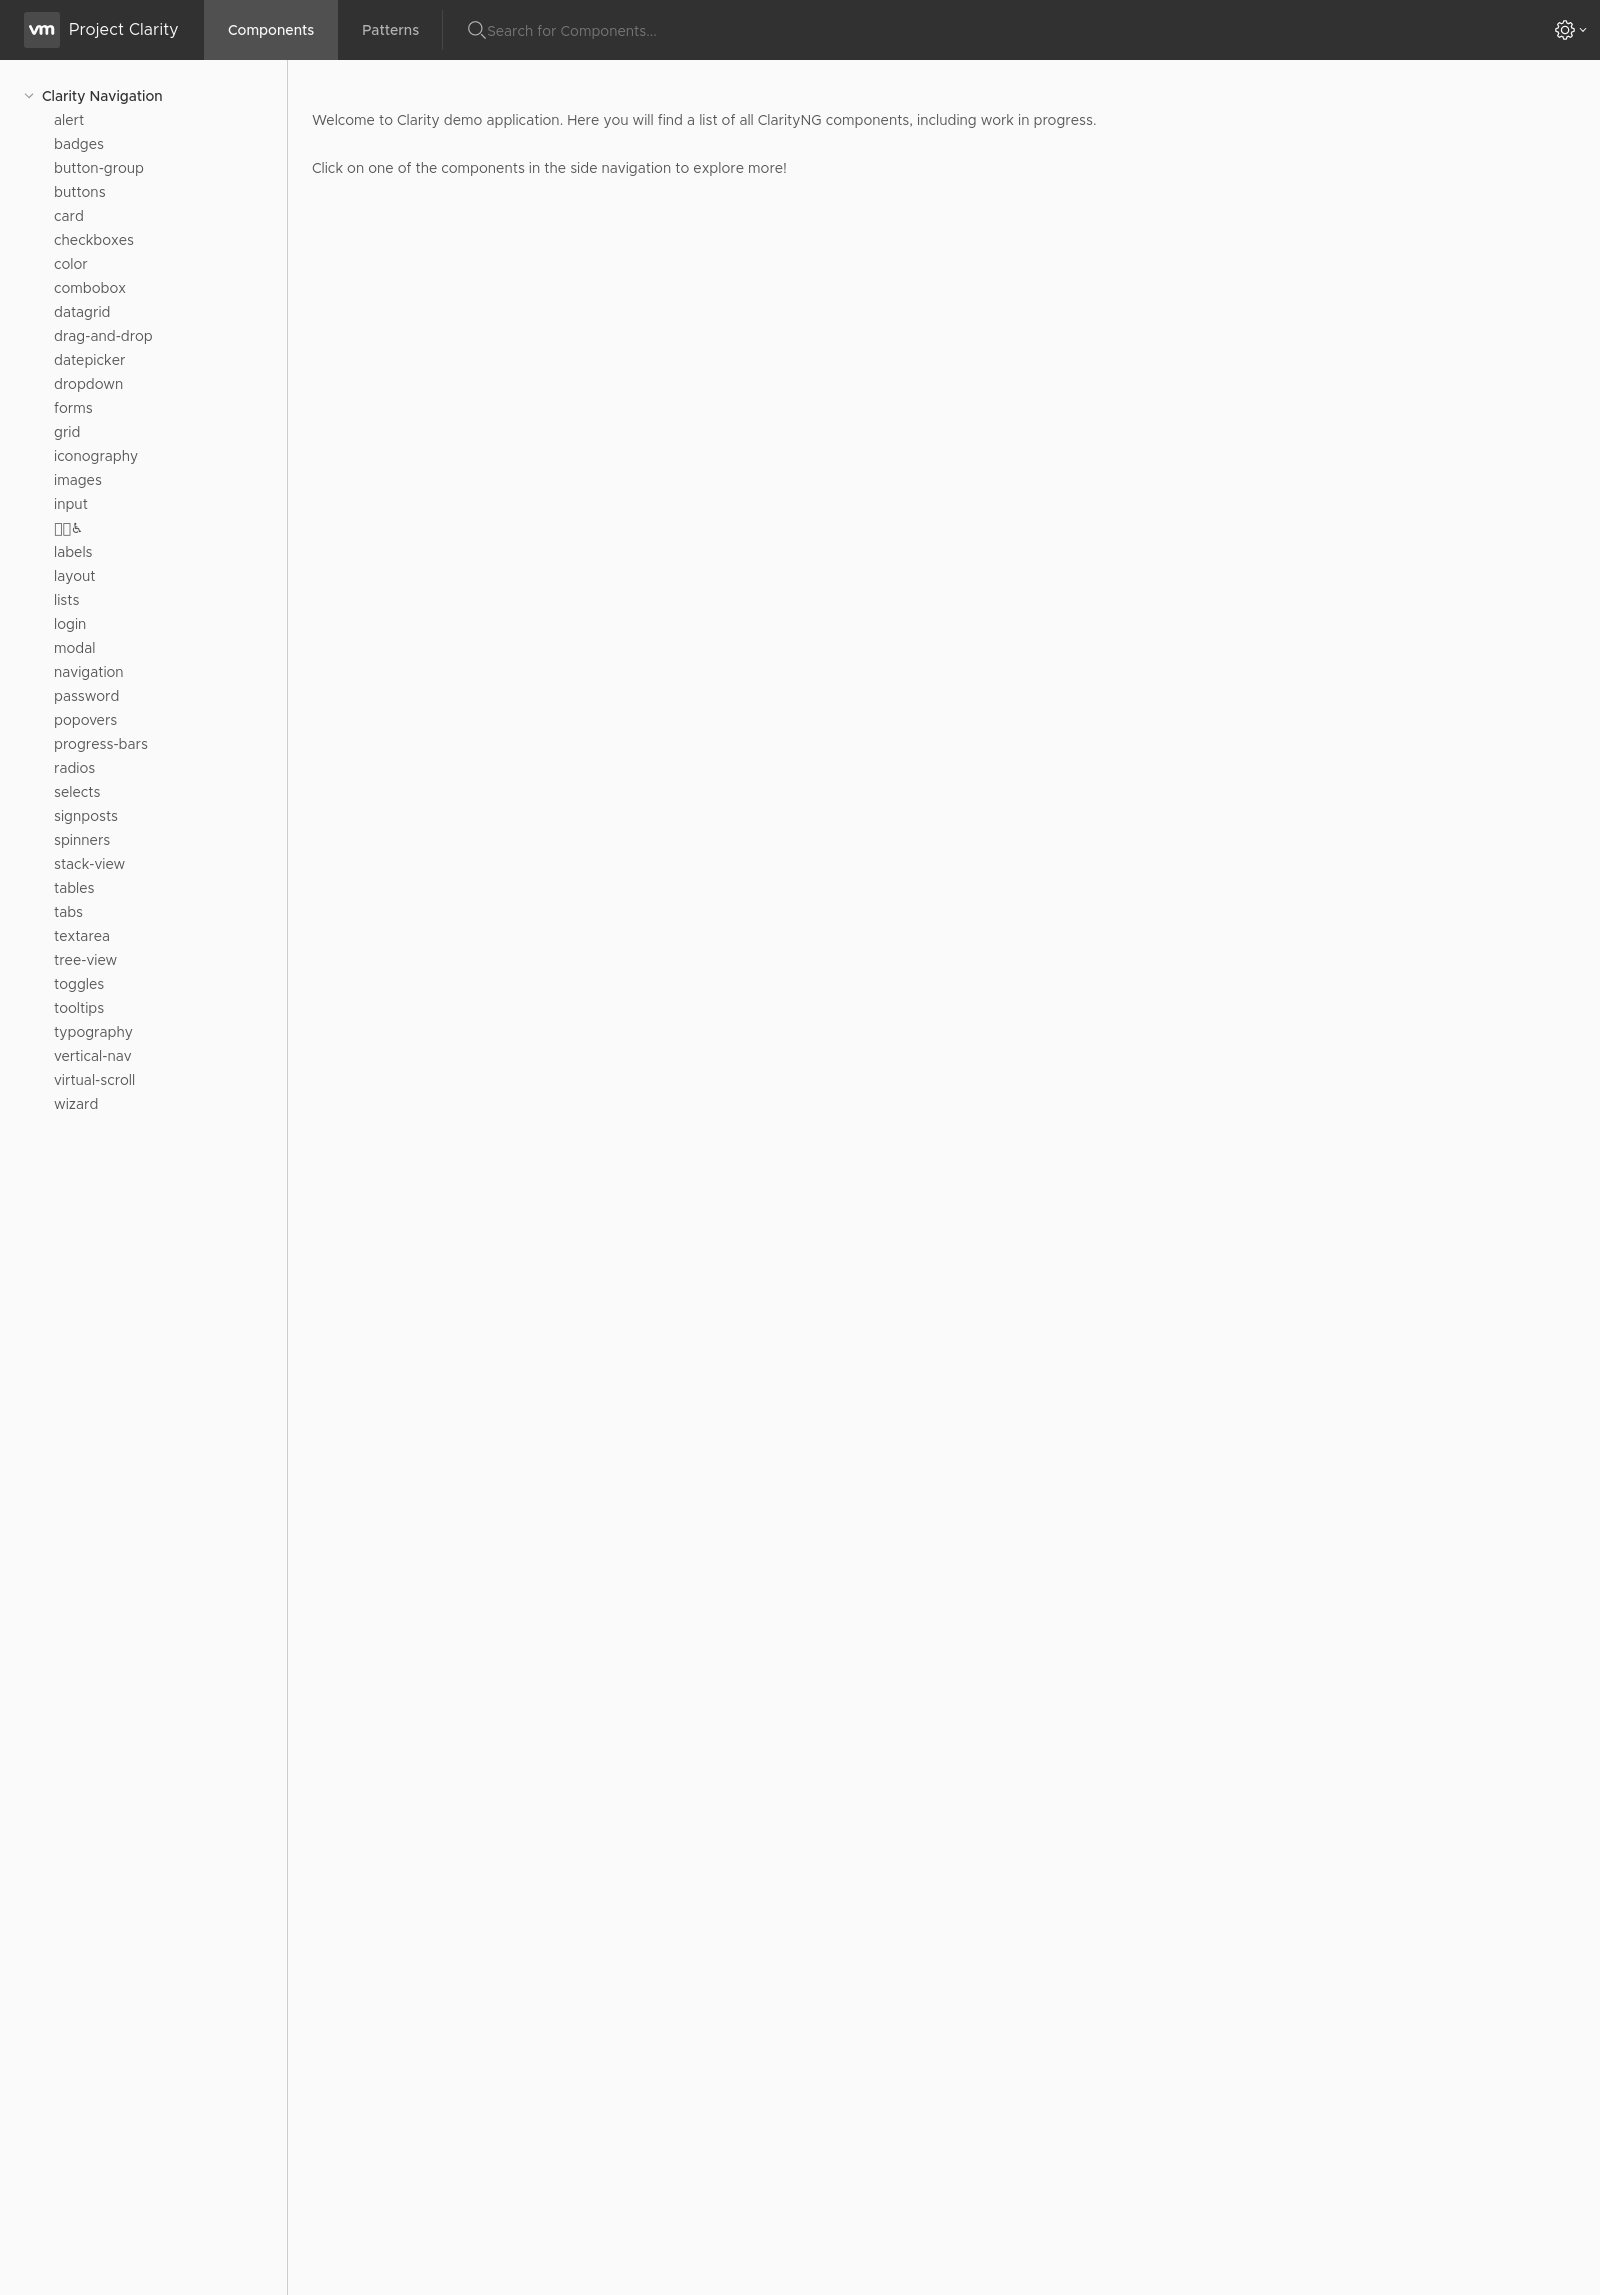 vm Project Clarity Components Patterns Search for Components...
Clarity Navigation
alert
badges
button-group
buttons
card
checkboxes
color
combobox
datagrid
drag-and-drop
datepicker
dropdown
forms
grid
iconography
images
input
♿
labels
layout
lists
login
modal
navigation
password
popovers
progress-bars
radios
selects
signposts
spinners
stack-view
tables
tabs
textarea
tree-view
toggles
tooltips
typography
vertical-nav
virtual-scroll
wizard
Welcome to Clarity demo application. Here you will find a list of all ClarityNG components, including work in progress.
Click on one of the components in the side navigation to explore more!